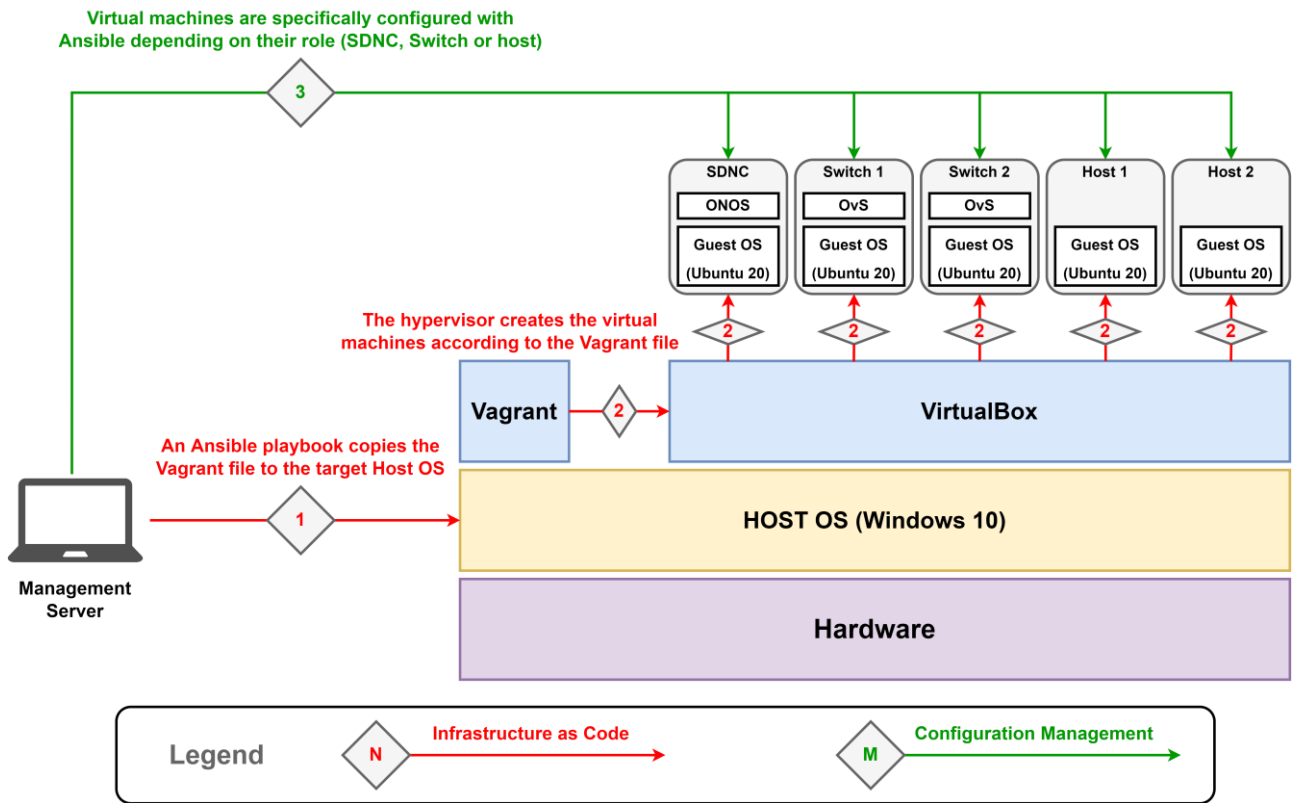 Virtual machines are specifically configured with
Ansible depending on their role (SDNC, Switch or host)
3
SDNC
ONOS
Guest OS
(Ubuntu 20)
Switch 1
OvS
Guest OS
(Ubuntu 20)
Switch 2
OvS
Guest OS
(Ubuntu 20)
Host 1
Guest OS
(Ubuntu 20)
Host 2
Guest OS
(Ubuntu 20)
The hypervisor creates the virtual
machines according to the Vagrant file
2
2
2
2
2
Vagrant
2
VirtualBox
An Ansible playbook copies the
Vagrant file to the target Host OS
1
HOST OS (Windows 10)
Management
Server
Hardware
Legend
N
Infrastructure as Code
M
Configuration Management